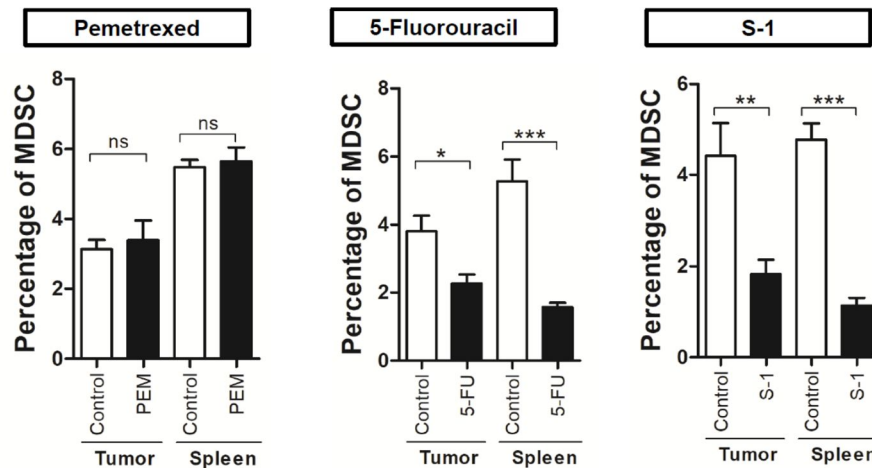 Pemetrexed
Percentage of MDSC
8
6
4
2
0
ns
ns
Control
PEM
Control
PEM
Tumor
Spleen
5-Fluorouracil
Percentage of MDSC
8
6
4
2
0
*
***
Control
5-FU
Control
5-FU
Tumor
Spleen
S-1
Percentage of MDSC
6
4
2
0
**
***
Control
S-1
Control
S-1
Tumor
Spleen